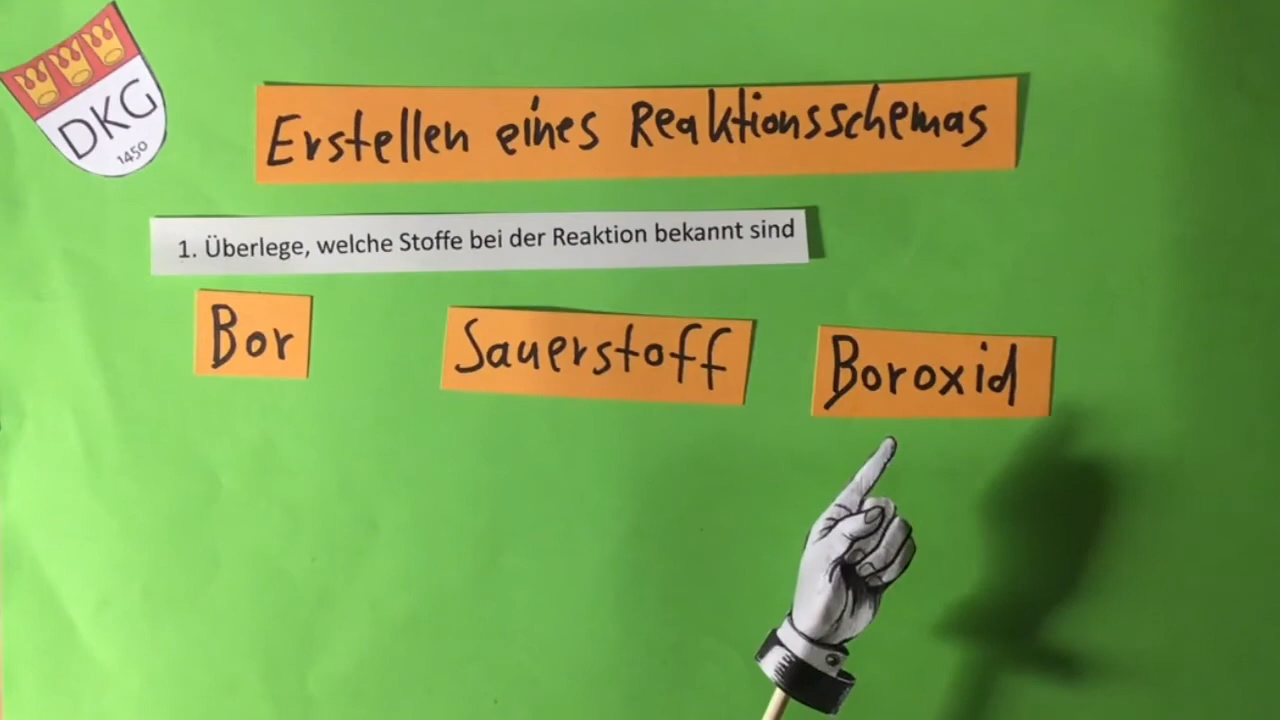 DKG
1450
Erstellen eines Reaktionsschemas
1. Überlege, welche Stoffe bei der Reaktion bekannt sind
Bor Sauerstoff Boroxid